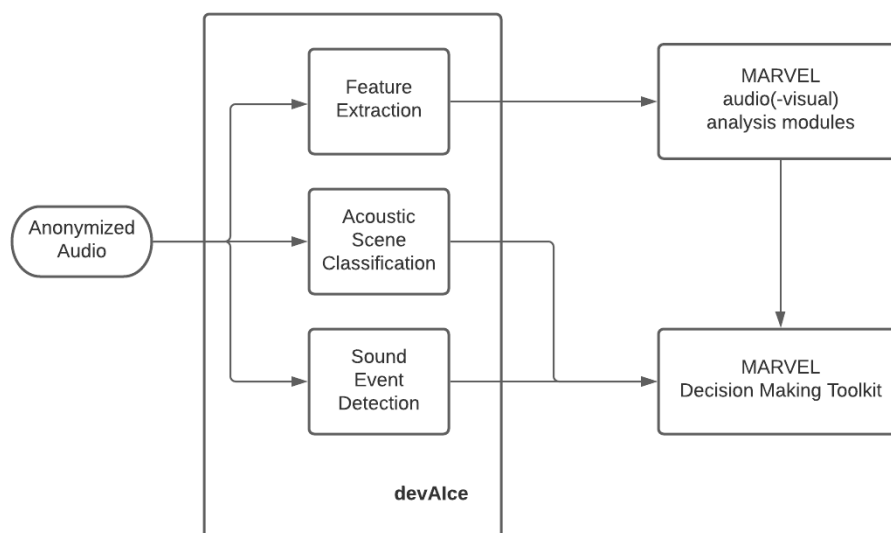 Anonymized
Audio
Feature
Extraction
Acoustic
Scene
Classification
Sound
Event
Detection
devAIce
MARVEL
audio(-visual)
analysis modules
MARVEL
Decision Making Toolkit